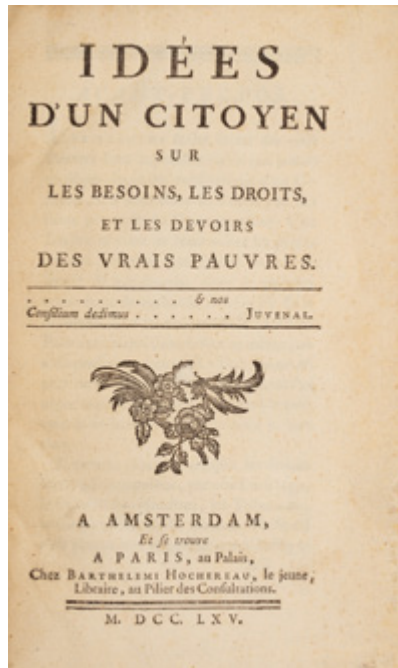 IDÉES
D'UN CITOYEN
SUR
LES BESOINS, LES DROITS,
ET LES DEVOIRS
DES VRAIS PAUVRES.
. . . . . . . . . & nos
Consilium dedimus . . . . . . JUVENAL.
A AMSTERDAM,
Et se trouve
A PARIS, au Palais,
Chez BARTHELEMI HOCHEREAU, le jeune,
Libraire, au Pilier des Consultations.
M. DCC. LXV.